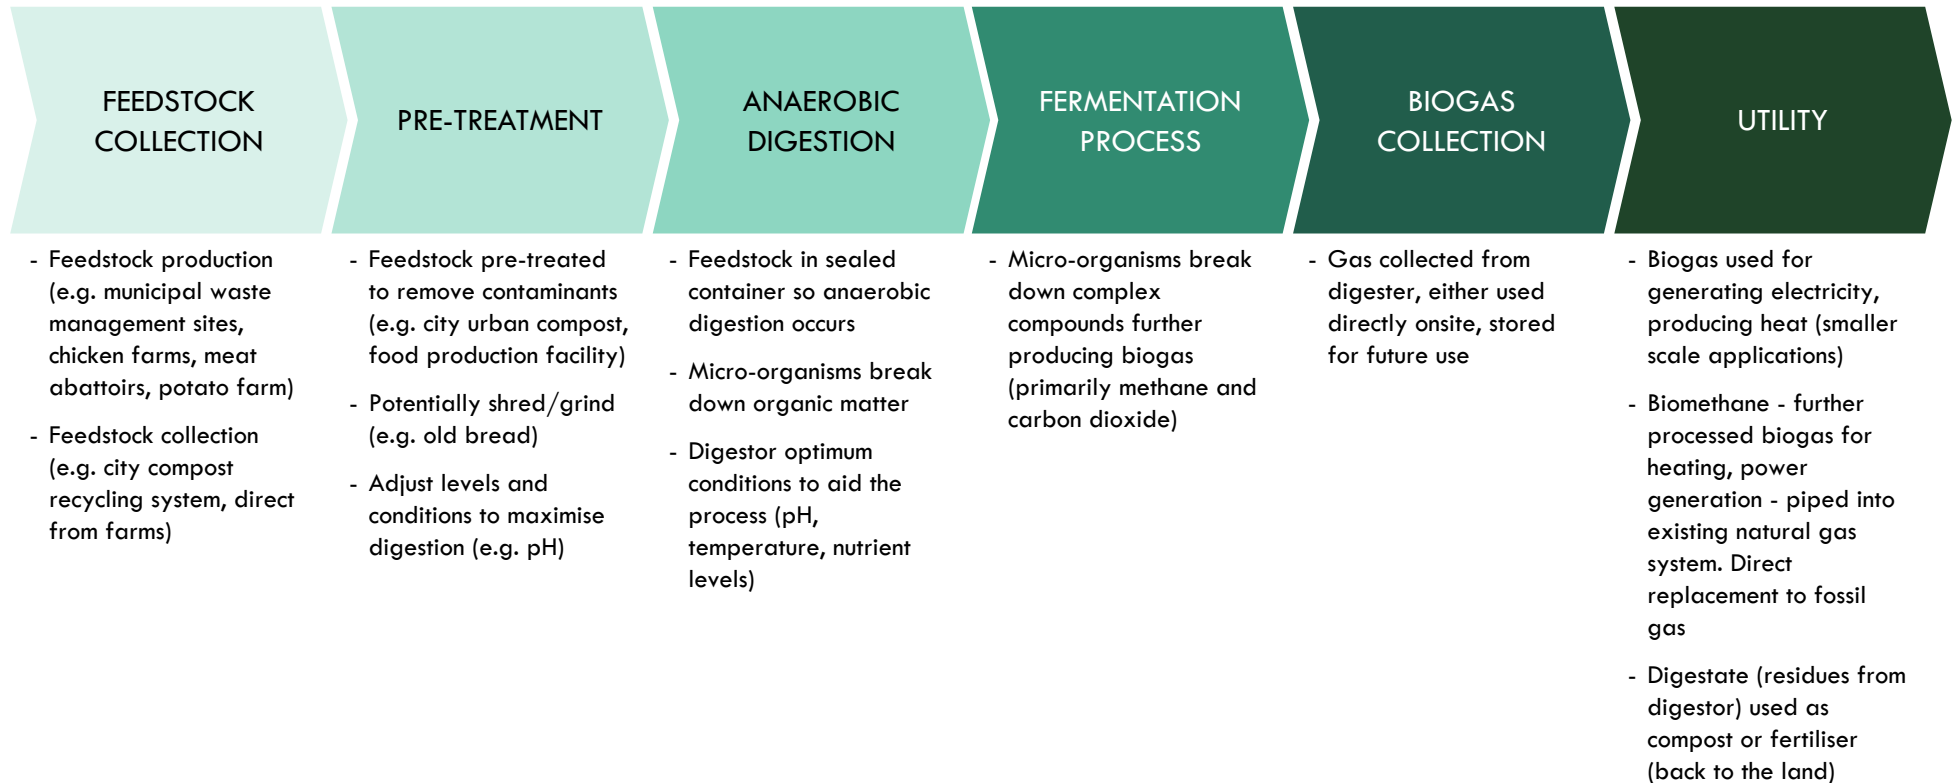 FEEDSTOCK
COLLECTION
PRE-TREATMENT
ANAEROBIC
DIGESTION
FERMENTATION
PROCESS
BIOGAS
COLLECTION
UTILITY
- Feedstock production
(e.g. municipal waste
management sites,
chicken farms, meat
abattoirs, potato farm)
- Feedstock collection
(e.g. city compost
recycling system, direct
from farms)
- Feedstock pre-treated
to remove contaminants
(e.g. city urban compost,
food production facility)
- Potentially shred/grind
(e.g. old bread)
- Adjust levels and
conditions to maximise
digestion (e.g. pH)
- Feedstock in sealed
container so anaerobic
digestion occurs
- Micro-organisms break
down organic matter
- Digestor optimum
conditions to aid the
process (pH,
temperature, nutrient
levels)
- Micro-organisms break
down complex
compounds further
producing biogas
(primarily methane and
carbon dioxide)
- Gas collected from
digester, either used
directly onsite, stored
for future use
- Biogas used for
generating electricity,
producing heat (smaller
scale applications)
- Biomethane - further
processed biogas for
heating, power
generation - piped into
existing natural gas
system. Direct
replacement to fossil
gas
- Digestate (residues from
digestor) used as
compost or fertiliser
(back to the land)